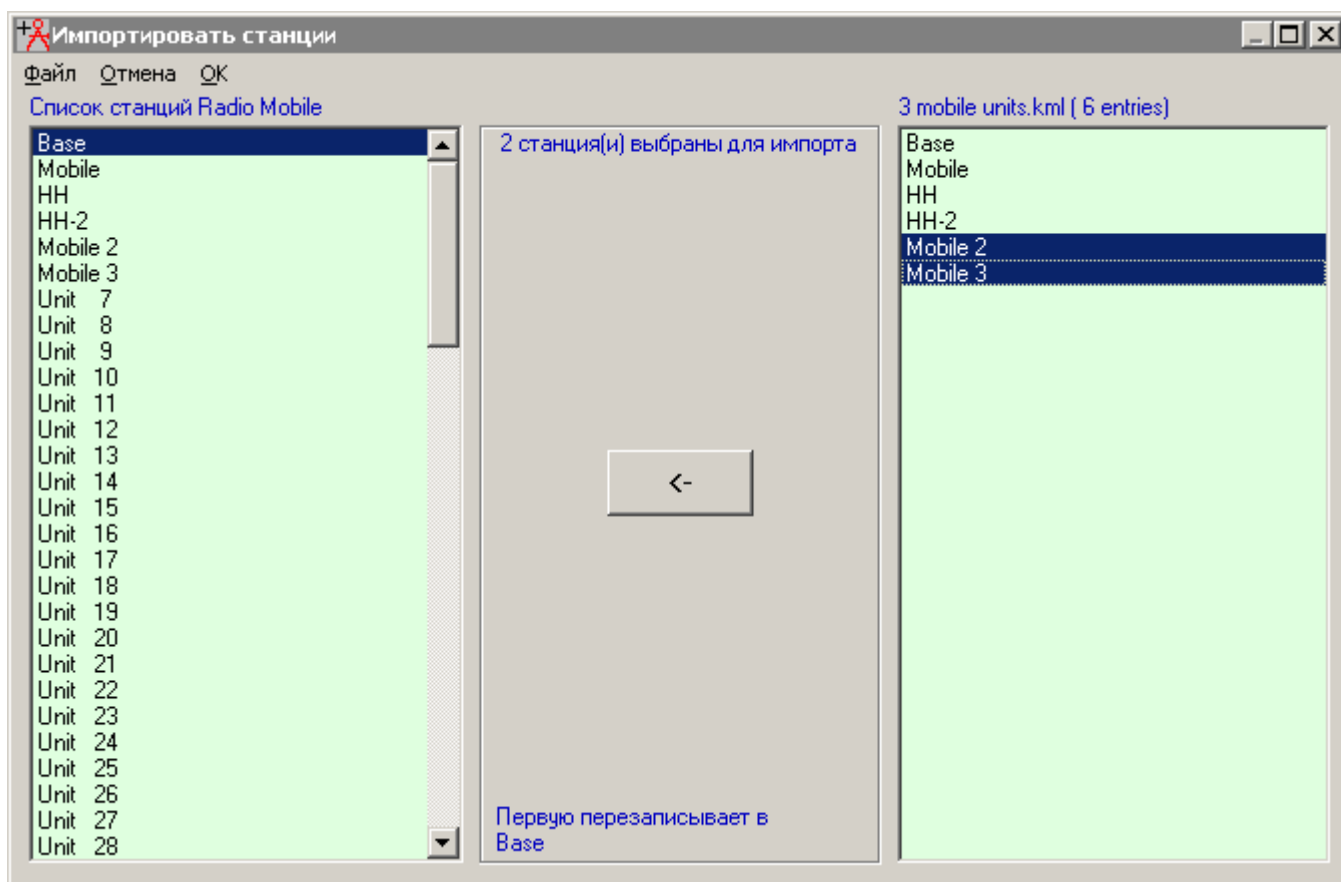 Импортировать станции
Файл Отмена OK
Список станций Radio Mobile
Base
Mobile
HH
HH-2
Mobile 2
Mobile 3
Unit 7
Unit 8
Unit 9
Unit 10
Unit 11
Unit 12
Unit 13
Unit 14
Unit 15
Unit 16
Unit 17
Unit 18
Unit 19
Unit 20
Unit 21
Unit 22
Unit 23
Unit 24
Unit 25
Unit 26
Unit 27
Unit 28
2 станция(и) выбраны для импорта
<-
Первую перезаписывает в
Base
3 mobile units.kml ( 6 entries)
Base
Mobile
HH
HH-2
Mobile 2
Mobile 3